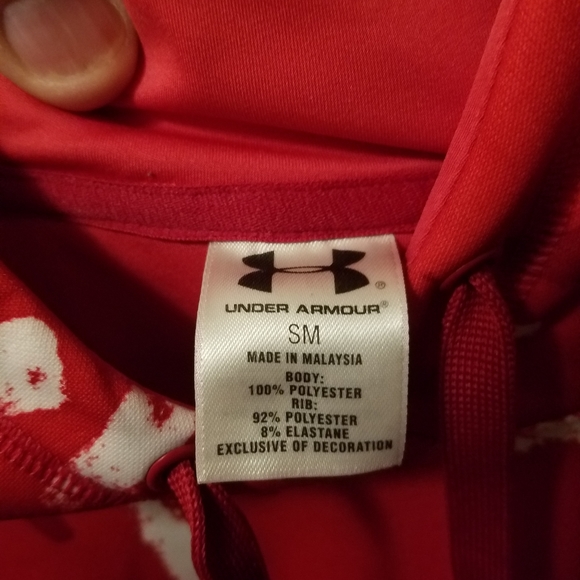 ®
UNDER ARMOUR®
SM
MADE IN MALAYSIA
BODY:
100% POLYESTER
RIB:
92% POLYESTER
8% ELASTANE
EXCLUSIVE OF DECORATION